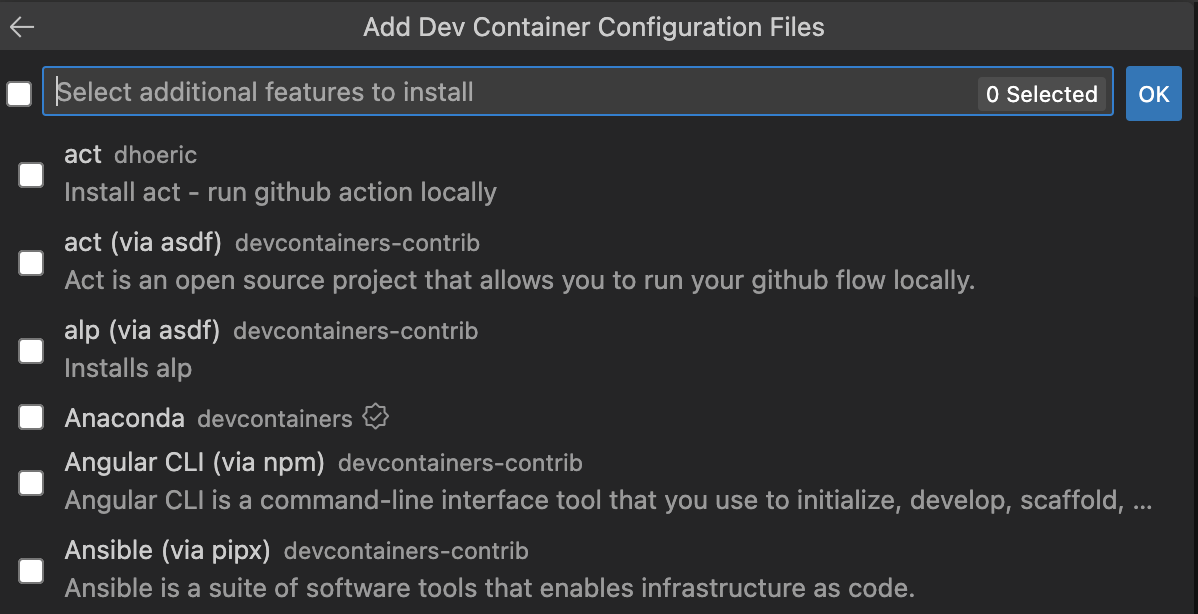 Add Dev Container Configuration Files
Select additional features to install 0 Selected OK
act dhoeric
Install act - run github action locally
act (via asdf) devcontainers-contrib
Act is an open source project that allows you to run your github flow locally.
alp (via asdf) devcontainers-contrib
Installs alp
Anaconda devcontainers
Angular CLI (via npm) devcontainers-contrib
Angular CLI is a command-line interface tool that you use to initialize, develop, scaffold, ...
Ansible (via pipx) devcontainers-contrib
Ansible is a suite of software tools that enables infrastructure as code.